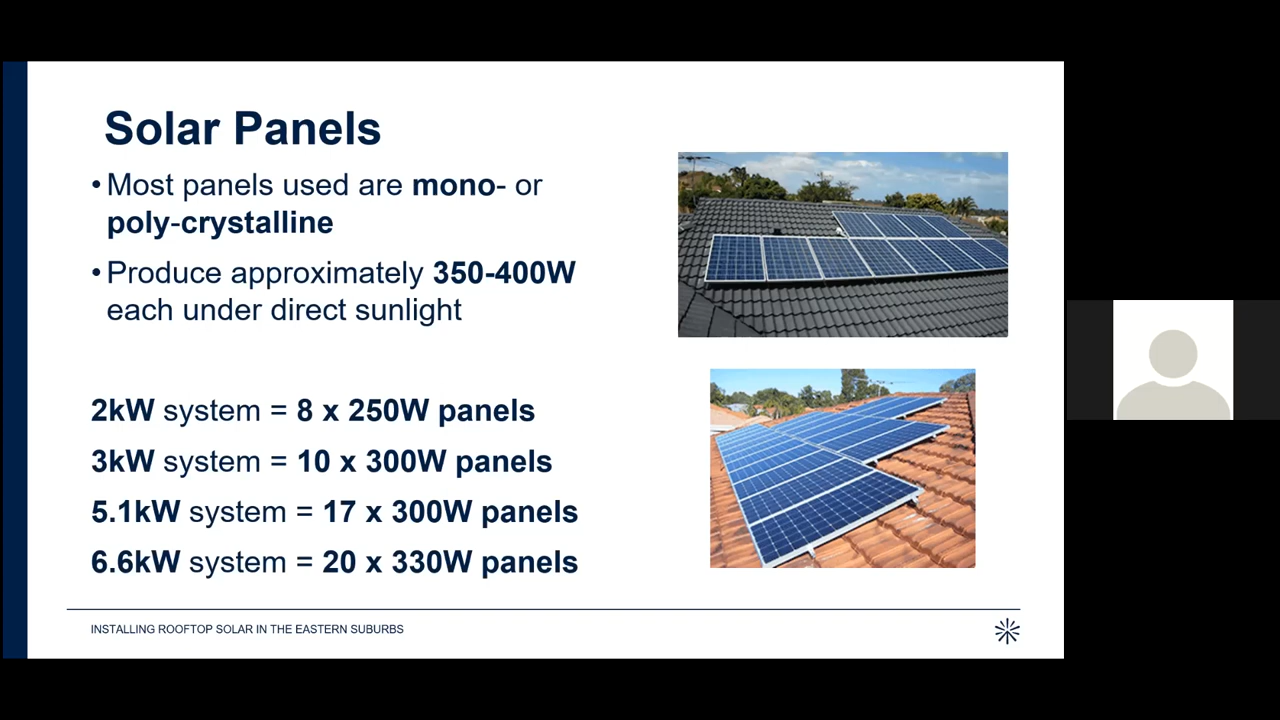 Solar Panels
• Most panels used are mono- or
poly-crystalline
• Produce approximately 350-400W
each under direct sunlight
2kW system = 8 x 250W panels
3kW system = 10 x 300W panels
5.1kW system = 17 x 300W panels
6.6kW system = 20 x 330W panels
INSTALLING ROOFTOP SOLAR IN THE EASTERN SUBURBS